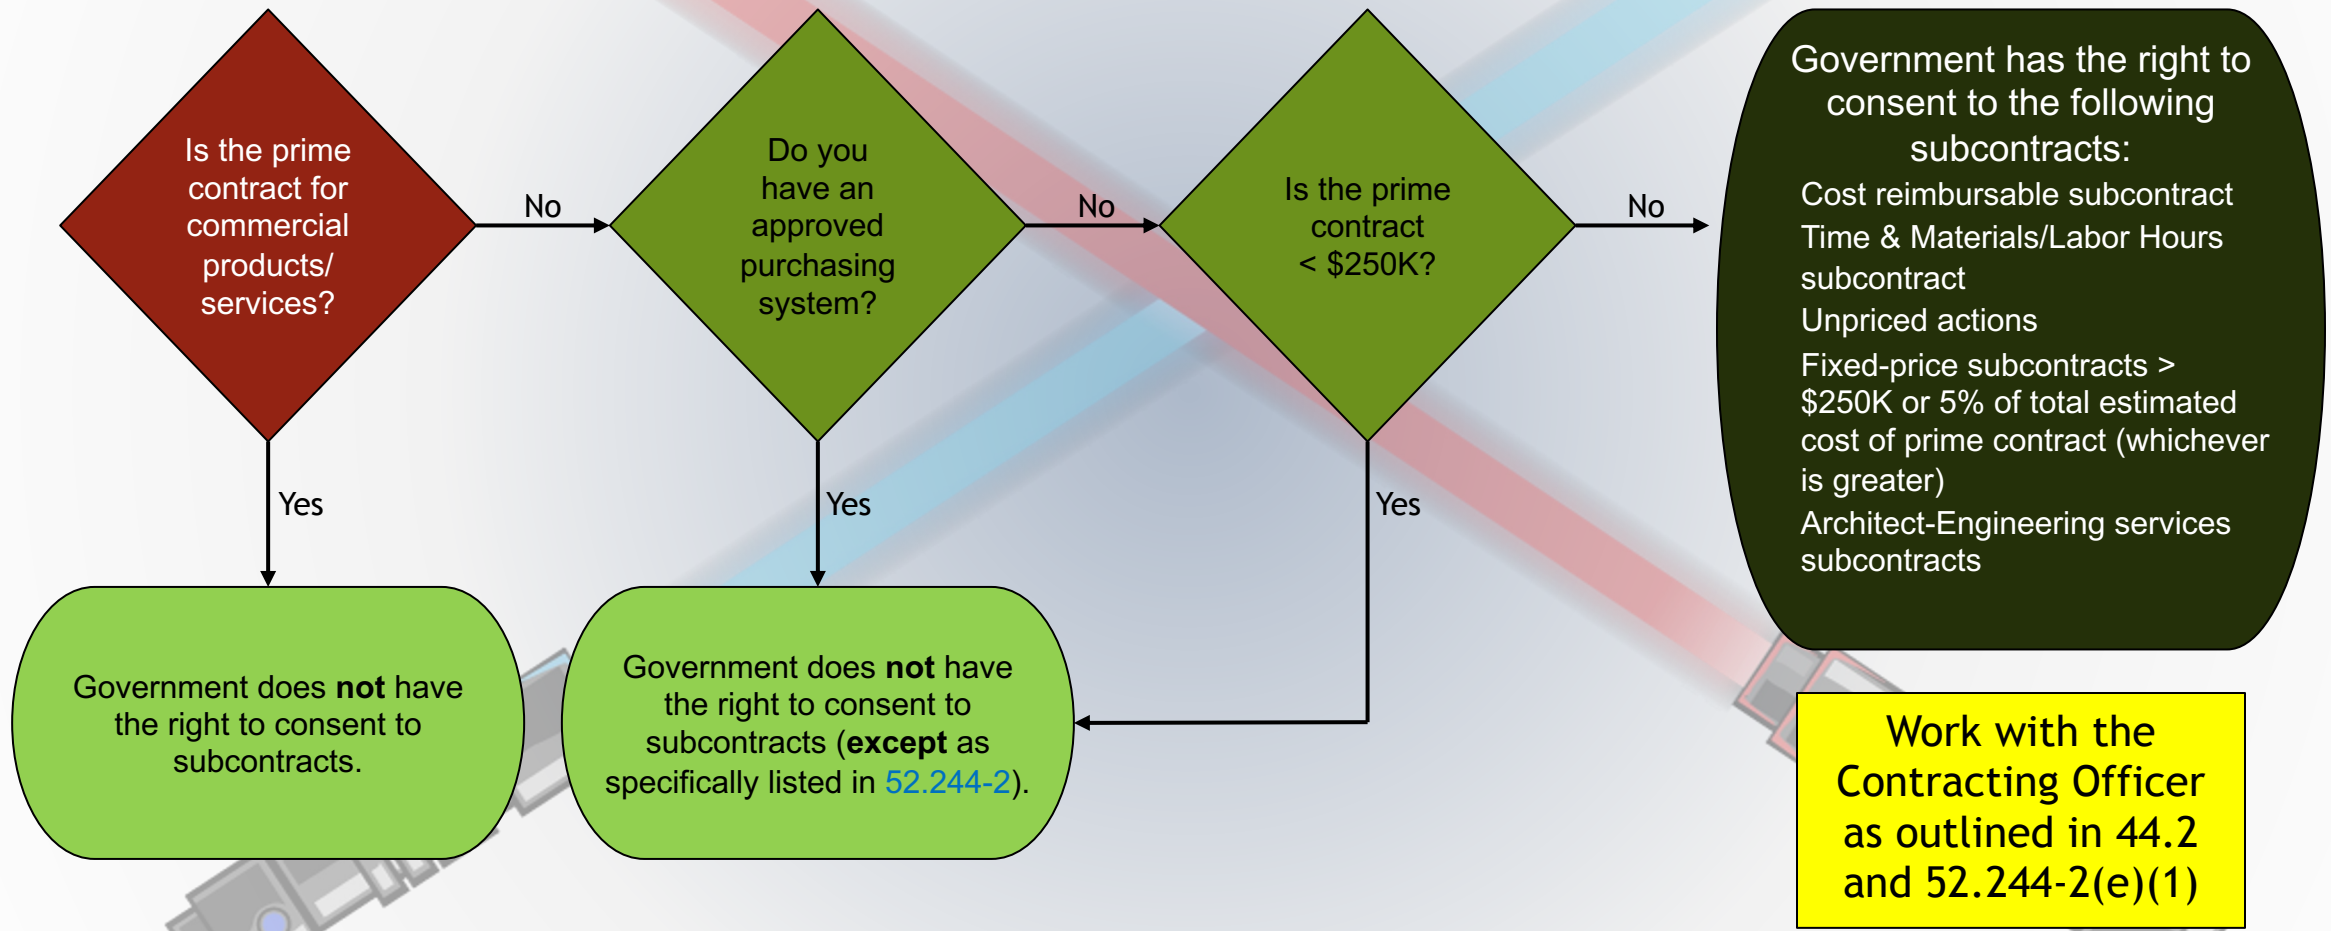 Is the prime
contract for
commercial
products/
services?
No
Do you
have an
approved
purchasing
system?
No
Is the prime
contract
< $250K?
No
Government has the right to
consent to the following
subcontracts:
Cost reimbursable subcontract
Time & Materials/Labor Hours
subcontract
Unpriced actions
Fixed-price subcontracts >
$250K or 5% of total estimated
cost of prime contract (whichever
is greater)
Architect-Engineering services
subcontracts
Yes
Yes
Yes
Government does not have
the right to consent to
subcontracts.
Government does not have
the right to consent to
subcontracts (except as
specifically listed in 52.244-2).
Work with the
Contracting Officer
as outlined in 44.2
and 52.244-2(e)(1)